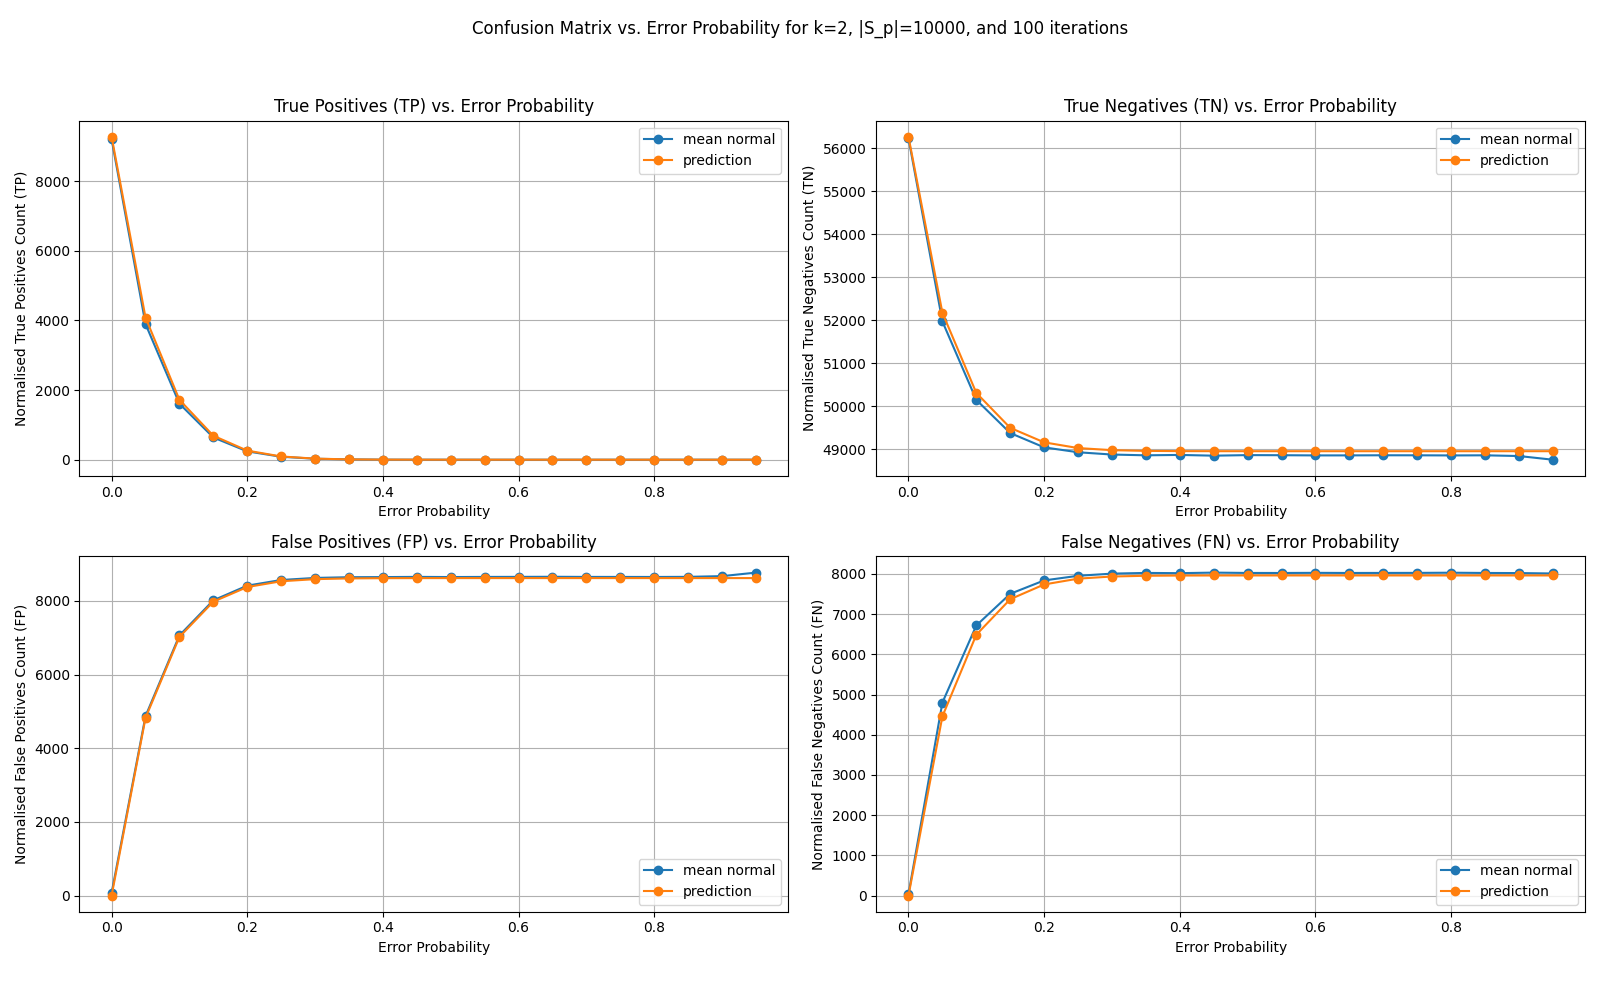 Confusion Matrix vs. Error Probability for k=2, |S_p|=10000, and 100 iterations
True Positives (TP) vs. Error Probability
Normalised True Positives Count (TP)
8000
6000
4000
2000
0
0.0 0.2 0.4 0.6 0.8
Error Probability
mean normal
prediction
True Negatives (TN) vs. Error Probability
Normalised True Negatives Count (TN)
56000
55000
54000
53000
52000
51000
50000
49000
0.0 0.2 0.4 0.6 0.8
Error Probability
mean normal
prediction
False Positives (FP) vs. Error Probability
Normalised False Positives Count (FP)
8000
6000
4000
2000
0
0.0 0.2 0.4 0.6 0.8
Error Probability
mean normal
prediction
False Negatives (FN) vs. Error Probability
Normalised False Negatives Count (FN)
8000
7000
6000
5000
4000
3000
2000
1000
0
0.0 0.2 0.4 0.6 0.8
Error Probability
mean normal
prediction